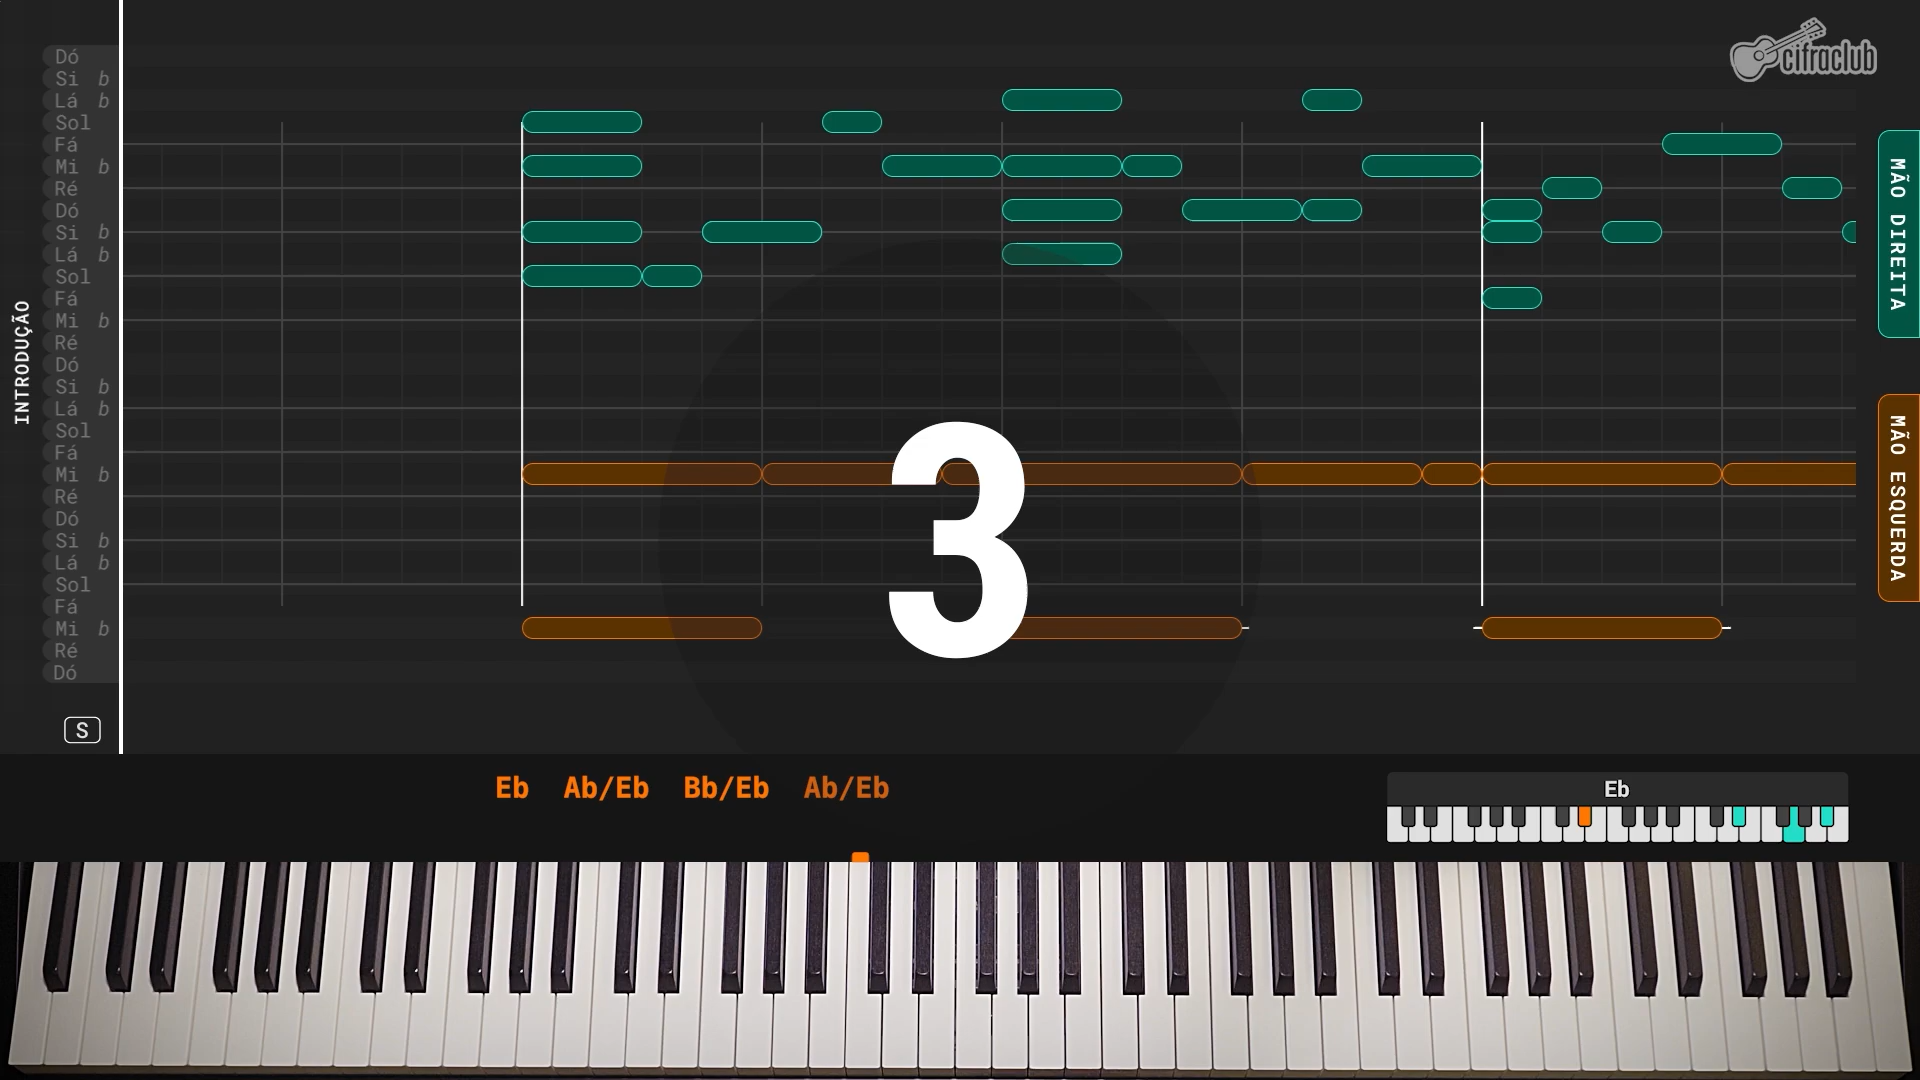 cifraclub
Dó
Si b
Lá b
Sol
Fá
Mi b
Ré
Dó
Si b
Lá b
Sol
Fá
Mi b
Ré
Dó
Si b
Lá b
Sol
Fá
Mi b
Ré
Dó
Si b
Lá b
Sol
Fá
Mi b
Ré
Dó
INTRODUÇÃO
S
MÃO DIREITA
MÃO ESQUERDA
3
Eb Ab/Eb Bb/Eb Ab/Eb
Eb